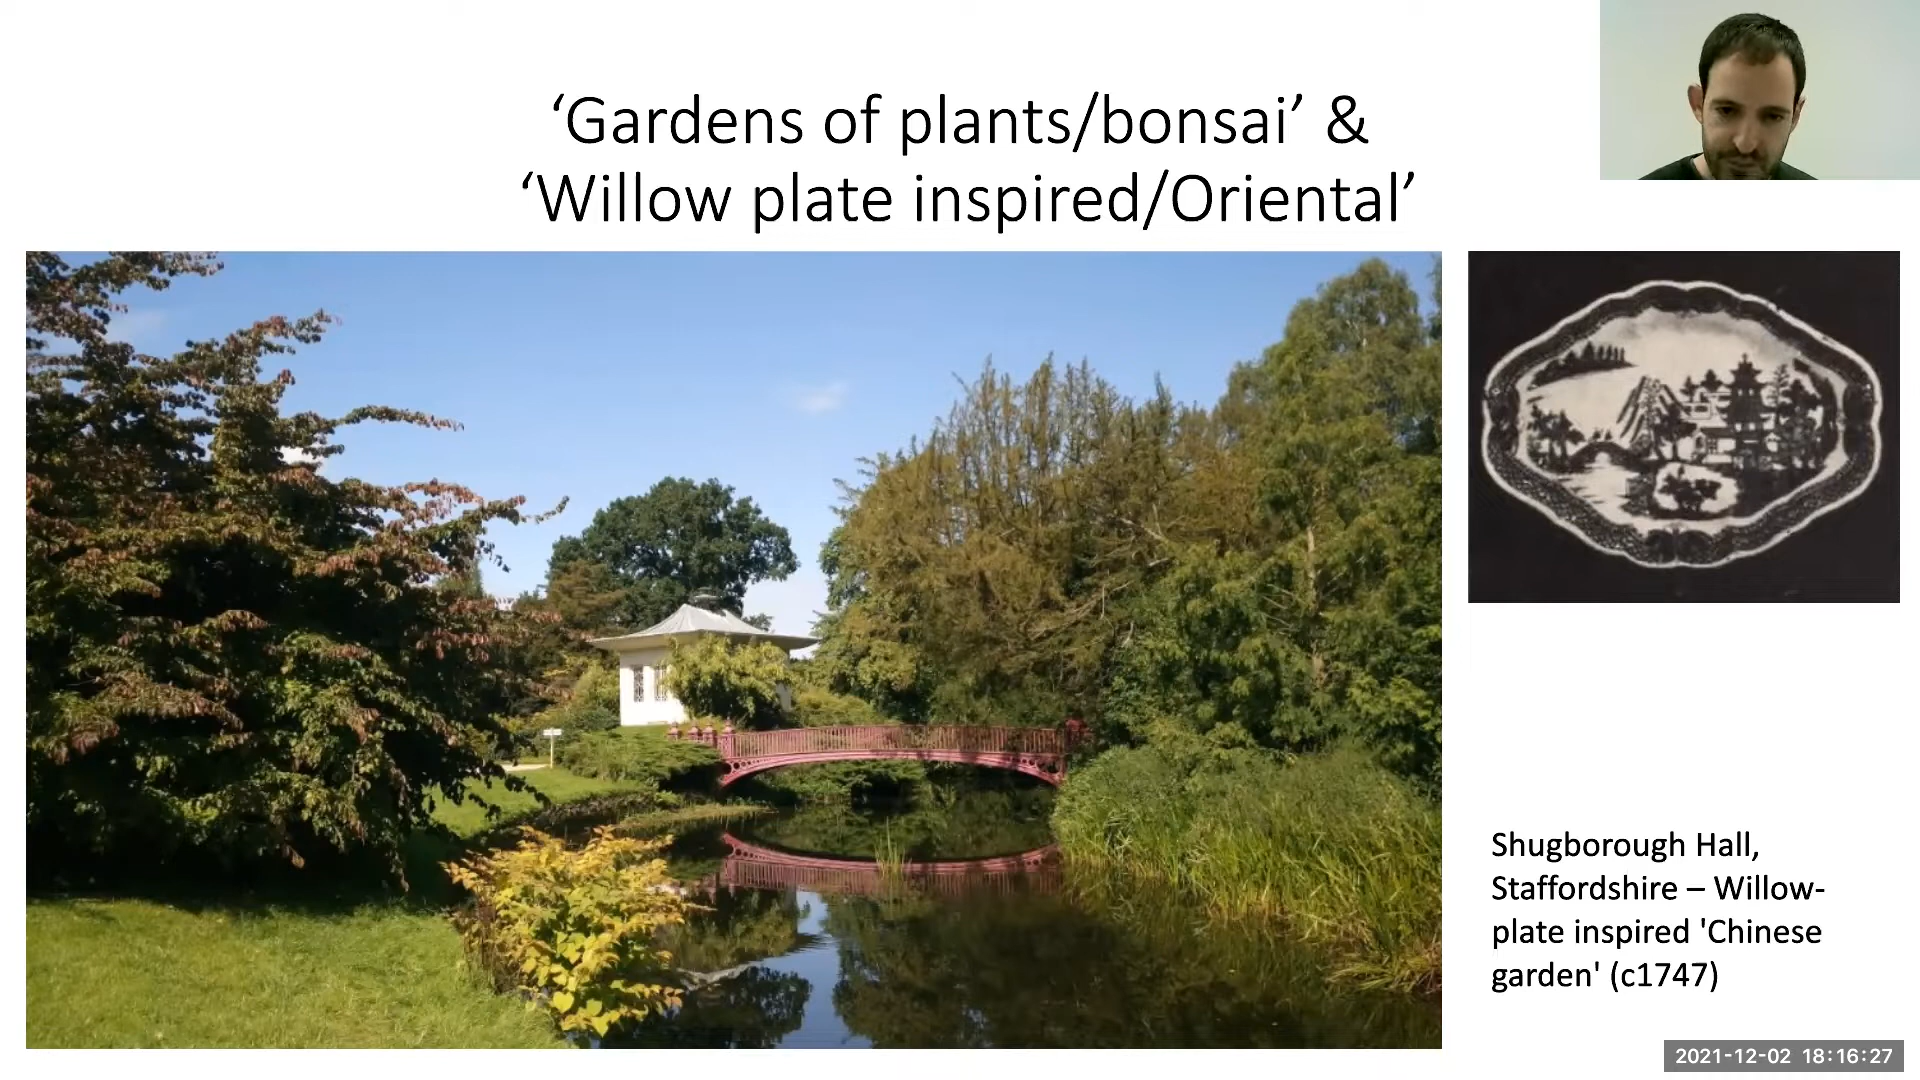 ‘Gardens of plants/bonsai’ &
‘Willow plate inspired/Oriental’
Shugborough Hall,
Staffordshire – Willow-
plate inspired 'Chinese
garden' (c1747)
2021-12-02 18:16:27